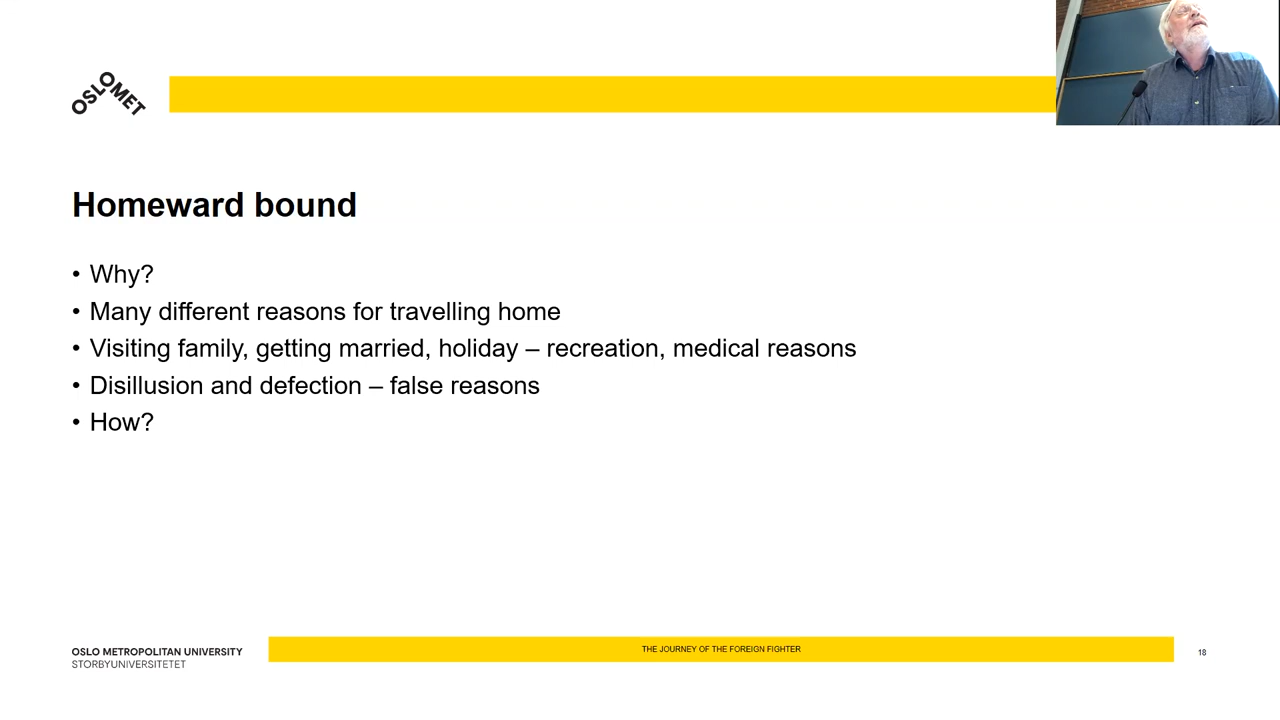 OSLOMET
Homeward bound
• Why?
• Many different reasons for travelling home
• Visiting family, getting married, holiday – recreation, medical reasons
• Disillusion and defection – false reasons
• How?
OSLO METROPOLITAN UNIVERSITY
STORBYUNIVERSITETET
THE JOURNEY OF THE FOREIGN FIGHTER
18